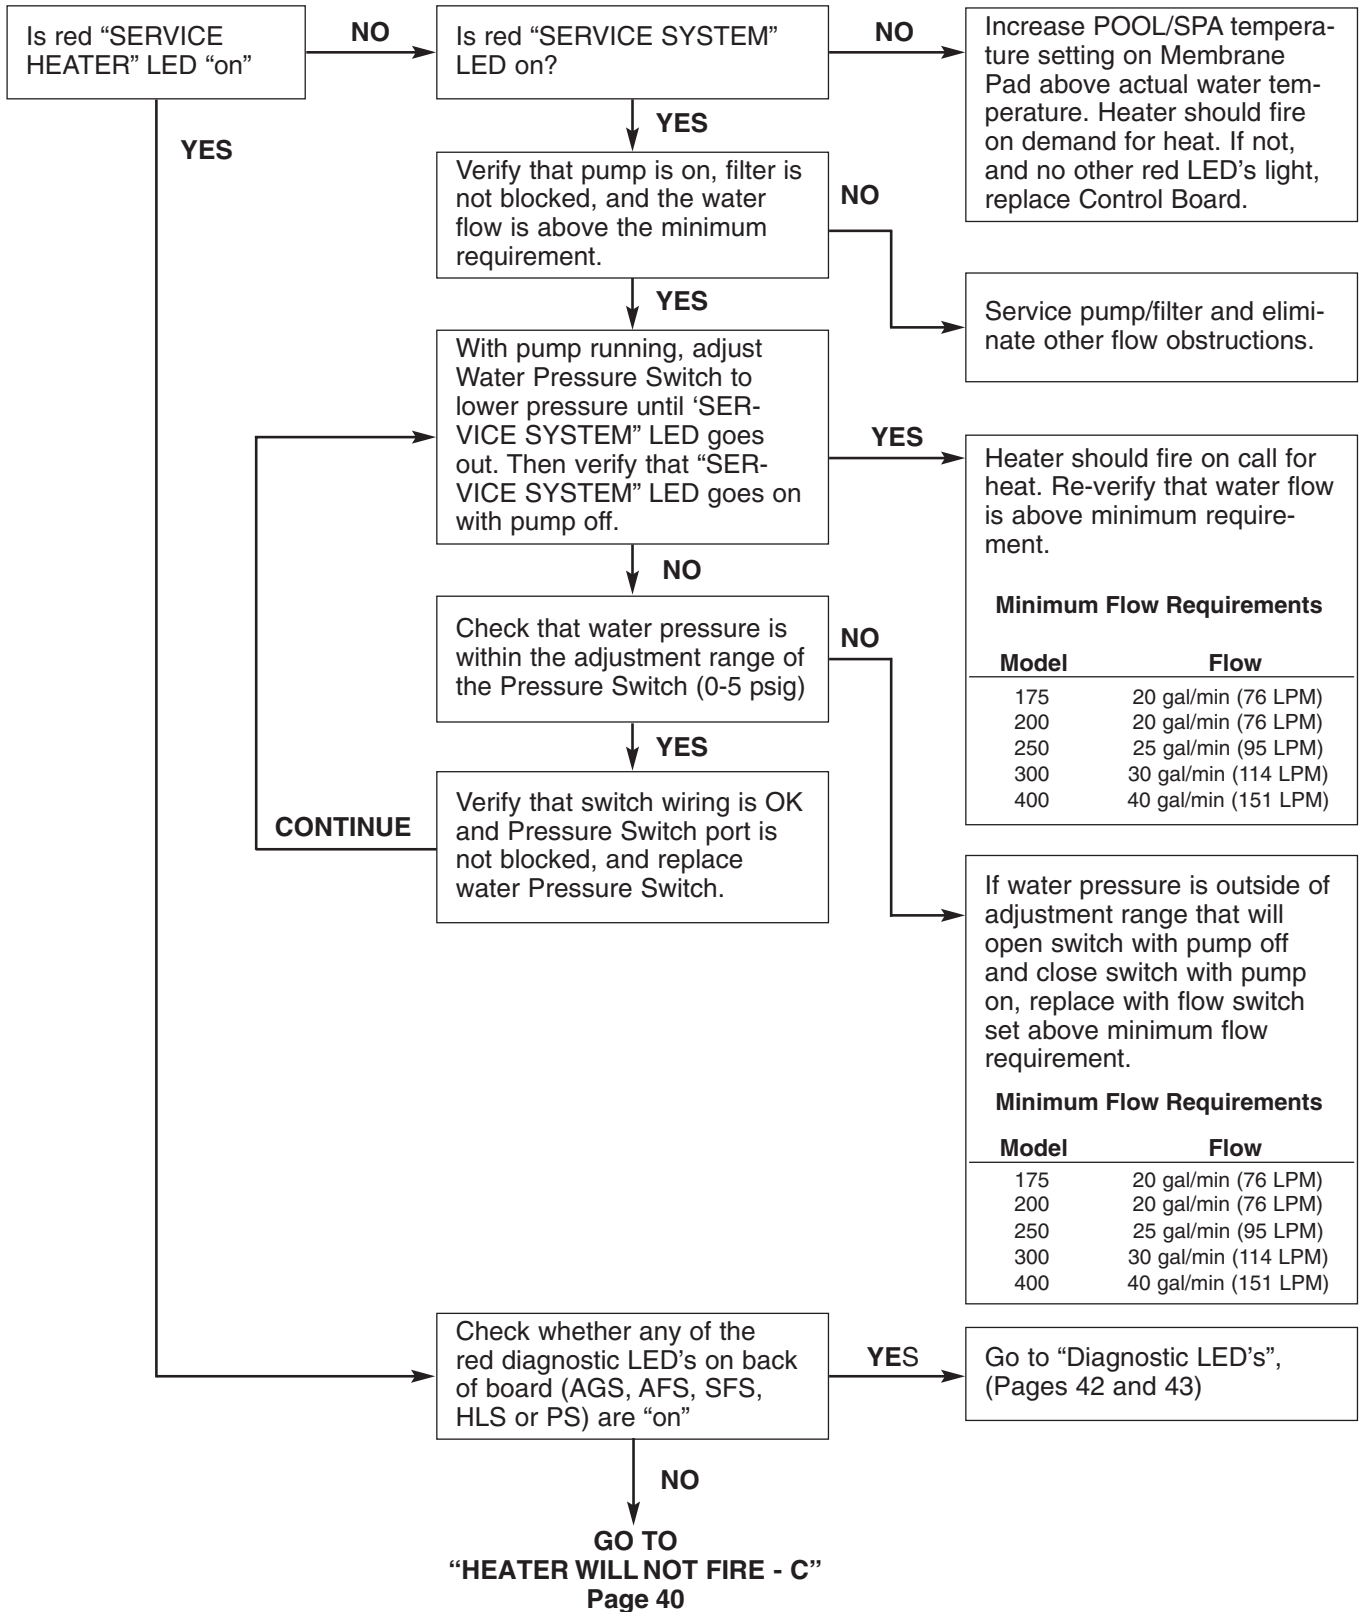 Is red “SERVICE
HEATER” LED “on”
NO
Is red “SERVICE SYSTEM”
LED on?
NO
Increase POOL/SPA tempera-
ture setting on Membrane
Pad above actual water tem-
perature. Heater should fire
on demand for heat. If not,
and no other red LED’s light,
replace Control Board.
YES
YES
Verify that pump is on, filter is
not blocked, and the water
flow is above the minimum
requirement.
NO
Service pump/filter and elimi-
nate other flow obstructions.
YES
With pump running, adjust
Water Pressure Switch to
lower pressure until ‘SER-
VICE SYSTEM” LED goes
out. Then verify that “SER-
VICE SYSTEM” LED goes on
with pump off.
YES
Heater should fire on call for
heat. Re-verify that water flow
is above minimum require-
ment.
Minimum Flow Requirements
Model Flow
175 20 gal/min (76 LPM)
200 20 gal/min (76 LPM)
250 25 gal/min (95 LPM)
300 30 gal/min (114 LPM)
400 40 gal/min (151 LPM)
NO
Check that water pressure is
within the adjustment range of
the Pressure Switch (0-5 psig)
NO
YES
Verify that switch wiring is OK
and Pressure Switch port is
not blocked, and replace
water Pressure Switch.
CONTINUE
If water pressure is outside of
adjustment range that will
open switch with pump off
and close switch with pump
on, replace with flow switch
set above minimum flow
requirement.
Minimum Flow Requirements
Model Flow
175 20 gal/min (76 LPM)
200 20 gal/min (76 LPM)
250 25 gal/min (95 LPM)
300 30 gal/min (114 LPM)
400 40 gal/min (151 LPM)
Check whether any of the
red diagnostic LED’s on back
of board (AGS, AFS, SFS,
HLS or PS) are “on”
YES
Go to “Diagnostic LED’s”,
(Pages 42 and 43)
NO
GO TO
“HEATER WILL NOT FIRE - C”
Page 40